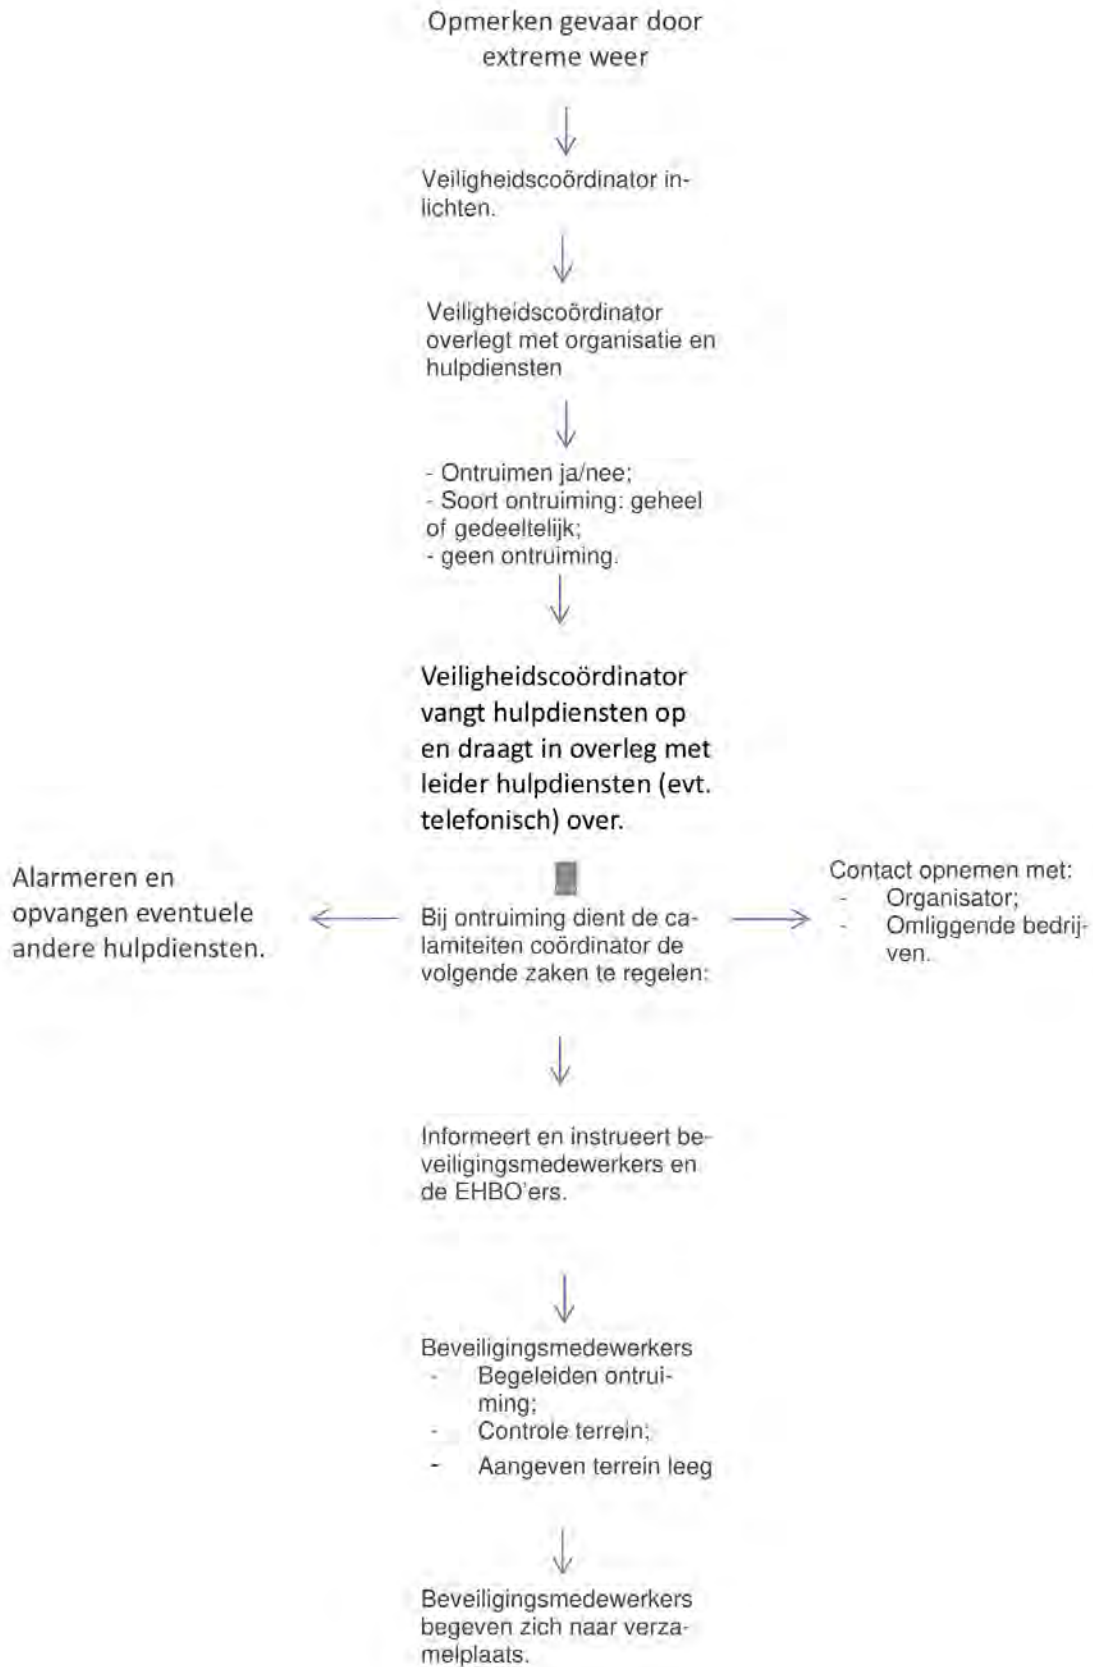 Opmerken gevaar door
extreme weer
Veiligheidscoördinator in-
lichten.
Veiligheidscoördinator
overlegt met organisatie en
hulpdiensten
- Ontruimen ja/nee;
- Soort ontruiming: geheel
of gedeeltelijk;
- geen ontruiming.
Veiligheidscoördinator
vangt hulpdiensten op
en draagt in overleg met
leider hulpdiensten (evt.
telefonisch) over.
Alarmeren en
opvangen eventuele
andere hulpdiensten.
Bij ontruiming dient de ca-
lamiteiten coördinator de
volgende zaken te regelen:
Contact opnemen met:
- Organisator;
- Omliggende bedrij-
ven.
Informeert en instrueert be-
veiligingsmedewerkers en
de EHBO'ers.
Beveiligingsmedewerkers
- Begeleiden ontrui-
ming;
- Controle terrein;
- Aangeven terrein leeg
Beveiligingsmedewerkers
begeven zich naar verza-
melplaats.